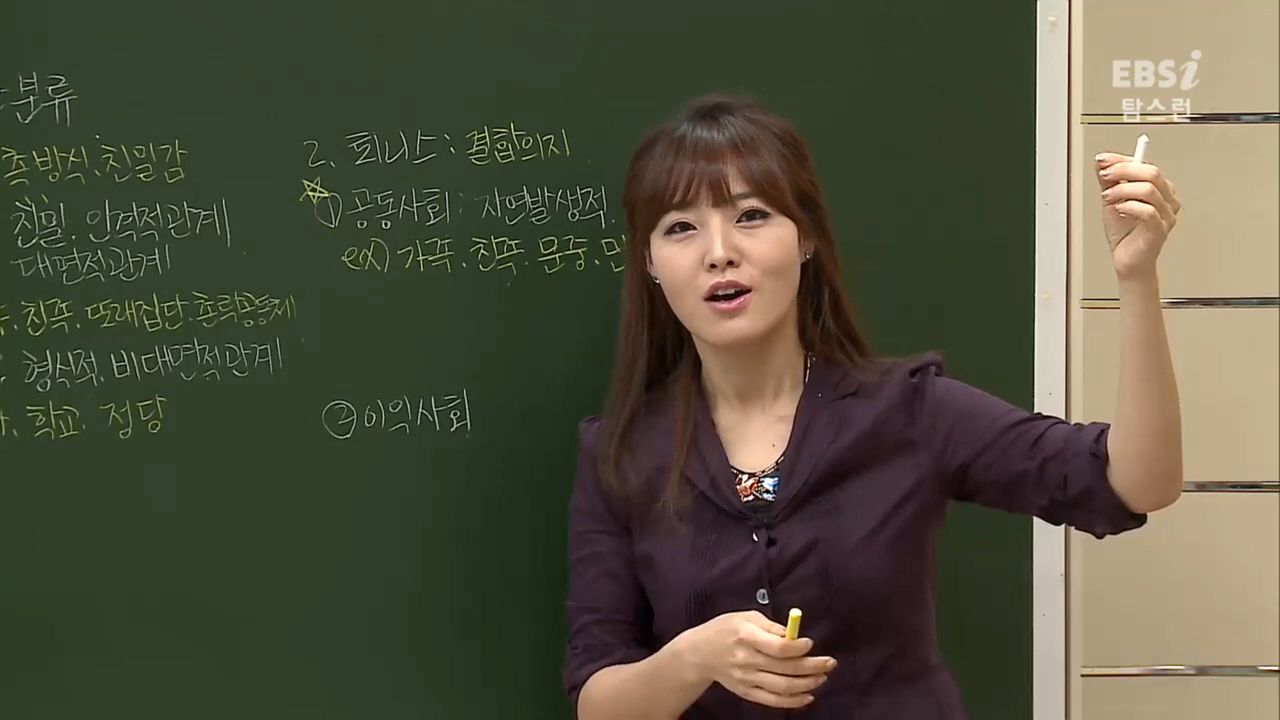 분류
촉방식.친밀감
친밀. 인격적관계
대면적관계
친족. 또래집단.촌락공동체
형식적. 비대면적관계
학교. 정당
2. 퇴니스 : 결합의지
① 공동사회 : 자연발생적.
ex) 가족. 친족. 문중.
② 이익사회
EBSi
탐스런